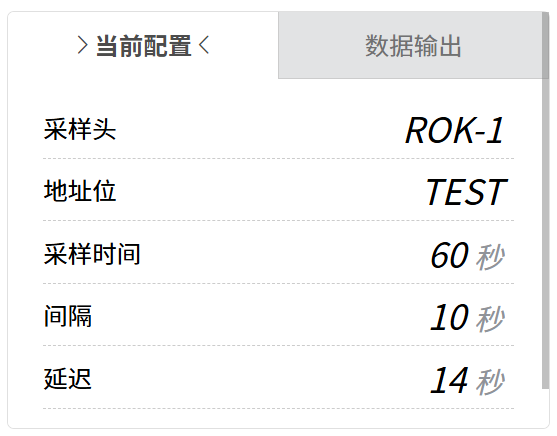 当前配置 数据输出
采样头 ROK-1
地址位 TEST
采样时间 60 秒
间隔 10 秒
延迟 14 秒